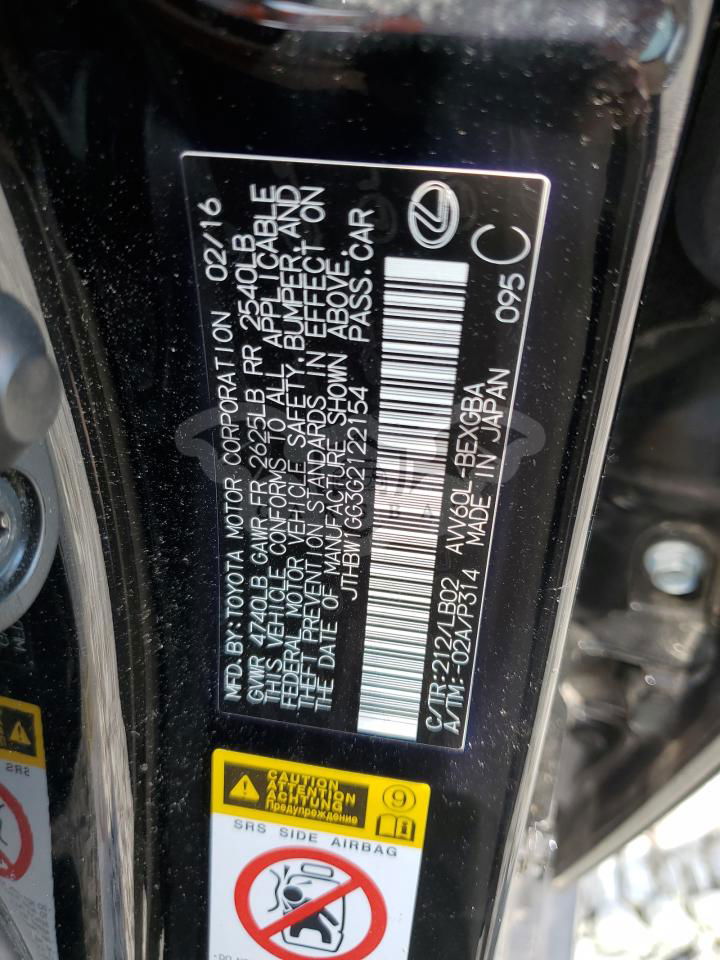 MFD. BY: TOYOTA MOTOR CORPORATION 02/16
GVWR 4740LB GAWR FR 2625LB RR 2540LB
THIS VEHICLE CONFORMS TO ALL APPLICABLE
FEDERAL MOTOR VEHICLE SAFETY, BUMPER, AND
THEFT PREVENTION STANDARDS IN EFFECT ON
THE DATE OF MANUFACTURE SHOWN ABOVE.
JTHBW1GG3G2122154 PASS. CAR
C/TR:212/LB02 AVV60L-BEXGBA
A/TM:-02A/P314 MADE IN JAPAN
095 C
CAUTION
ATTENTION
ACHTUNG
Предупреждение
9
SRS SIDE AIRBAG
SRS